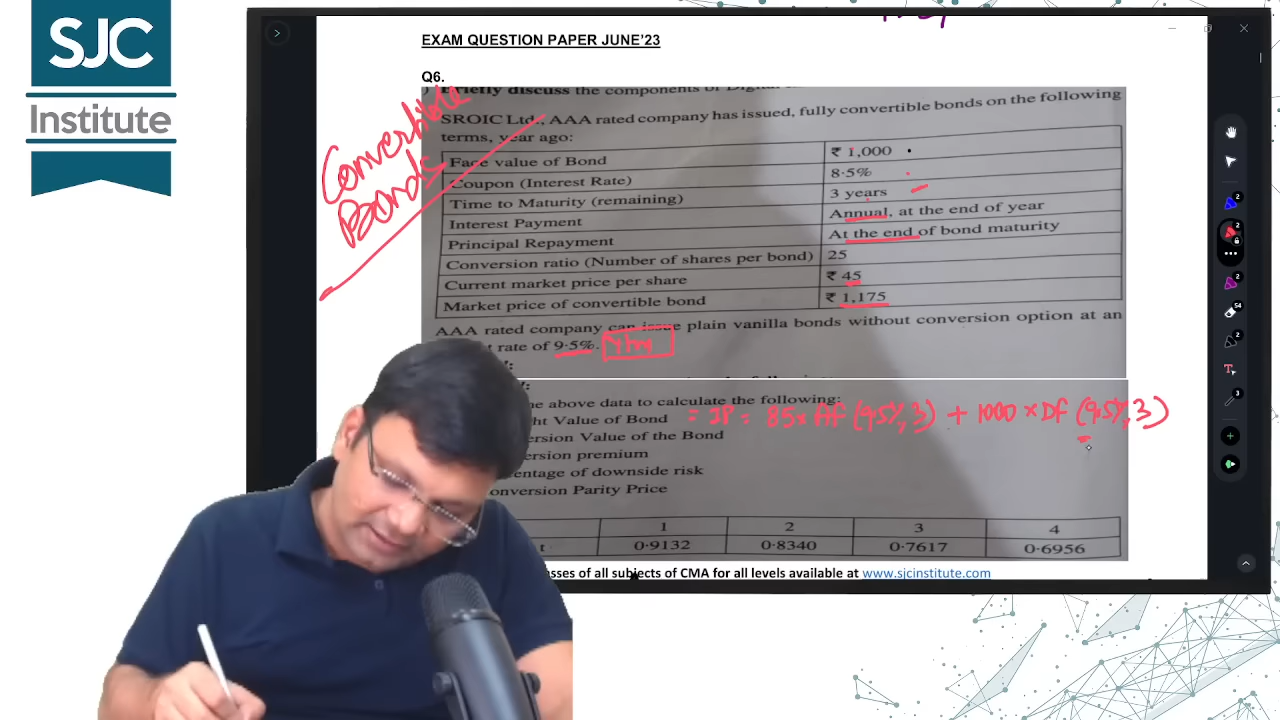 SJC
Institute
EXAM QUESTION PAPER JUNE'23
Q6.
Briefly discuss the components of
SROIC Ltd., AAA rated company has issued, fully convertible bonds on the following
terms, year ago:
Convertible
Bonds
Face value of Bond ₹ 1,000
Coupon (Interest Rate) 8·5%
Time to Maturity (remaining) 3 years
Interest Payment Annual, at the end of year
Principal Repayment At the end of bond maturity
Conversion ratio (Number of shares per bond) 25
Current market price per share ₹ 45
Market price of convertible bond ₹ 1,175
AAA rated company can issue plain vanilla bonds without conversion option at an
rate of 9·5%.
above data to calculate the following:
ht Value of Bond = IP = 85 × AF (9.5%, 3) + 1000 × DF (9.5%, 3)
ersion Value of the Bond
ersion premium
entage of downside risk
onversion Parity Price
1 2 3 4
t 0·9132 0·8340 0·7617 0·6956
asses of all subjects of CMA for all levels available at www.sjcinstitute.com